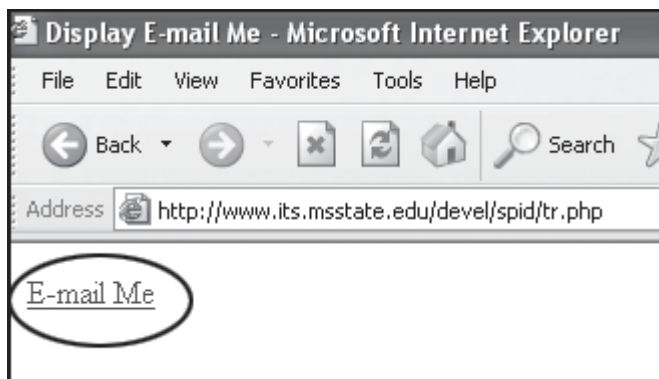 Display E-mail Me - Microsoft Internet Explorer
File Edit View Favorites Tools Help
Back Search
Address http://www.its.msstate.edu/devel/spid/tr.php
E-mail Me